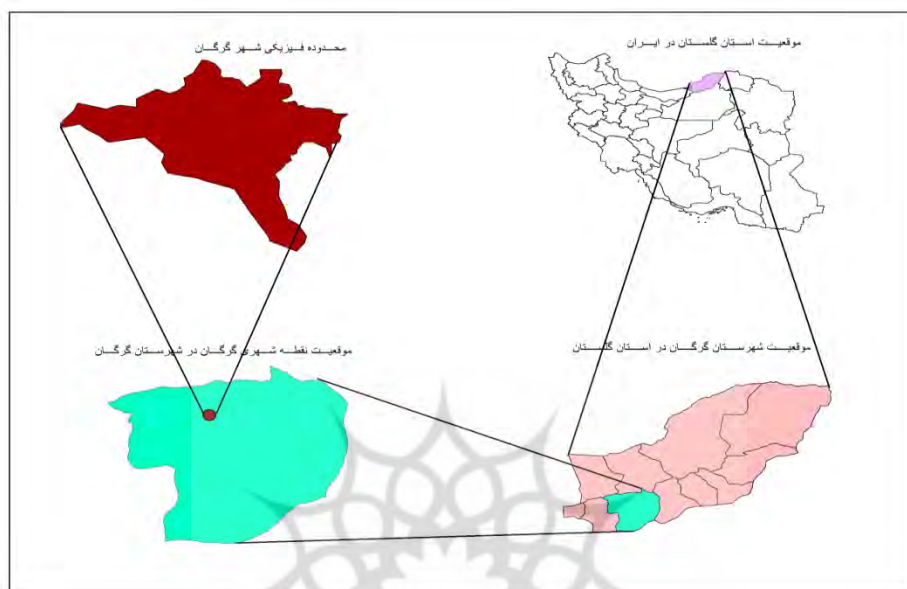 موقعیت استان گلستان در ایران
محدوده فیزیکی شهر گرگان
موقعیت شهرستان گرگان در استان گلستان
موقعیت نقطه شهری گرگان در شهرستان گرگان